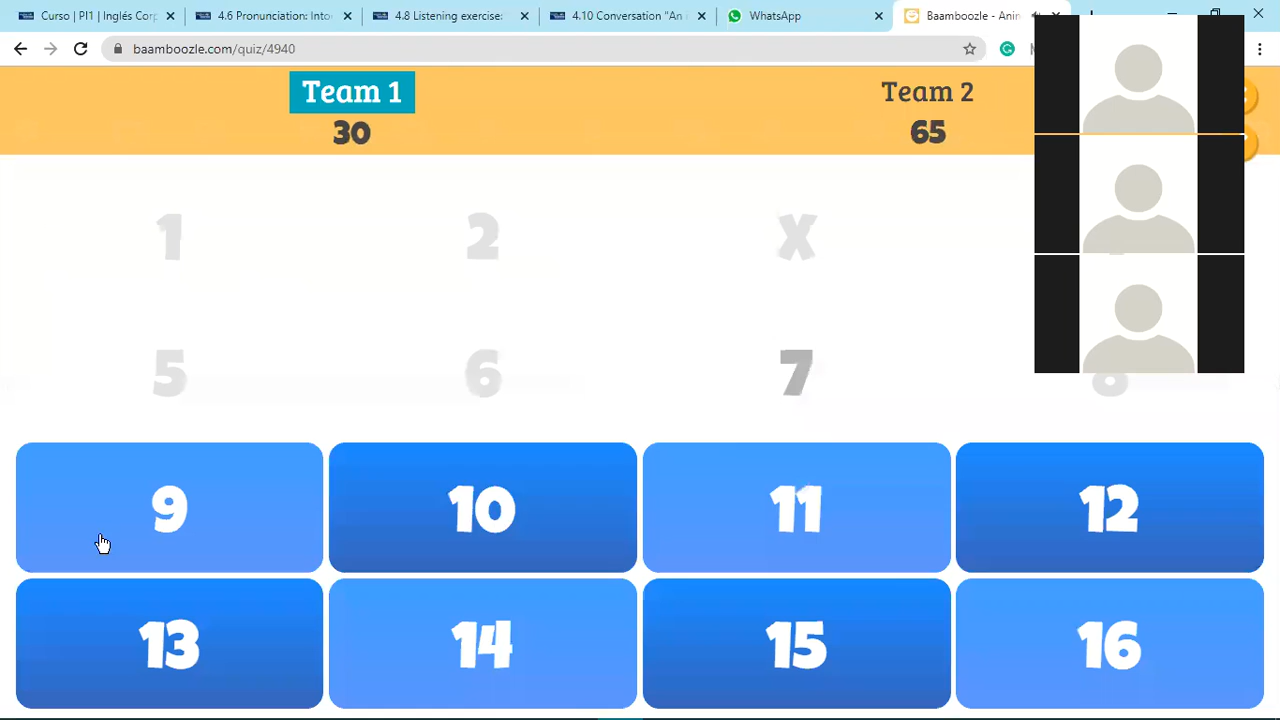 Curso | PI1 | Inglés Corp
4.6 Pronunciation: Into
4.8 Listening exercise:
4.10 Conversation "An
WhatsApp
Baamboozle - Anin
baamboozle.com/quiz/4940
Team 1
Team 2
30
65
1
2
X
5
6
7
8
9
10
11
12
13
14
15
16